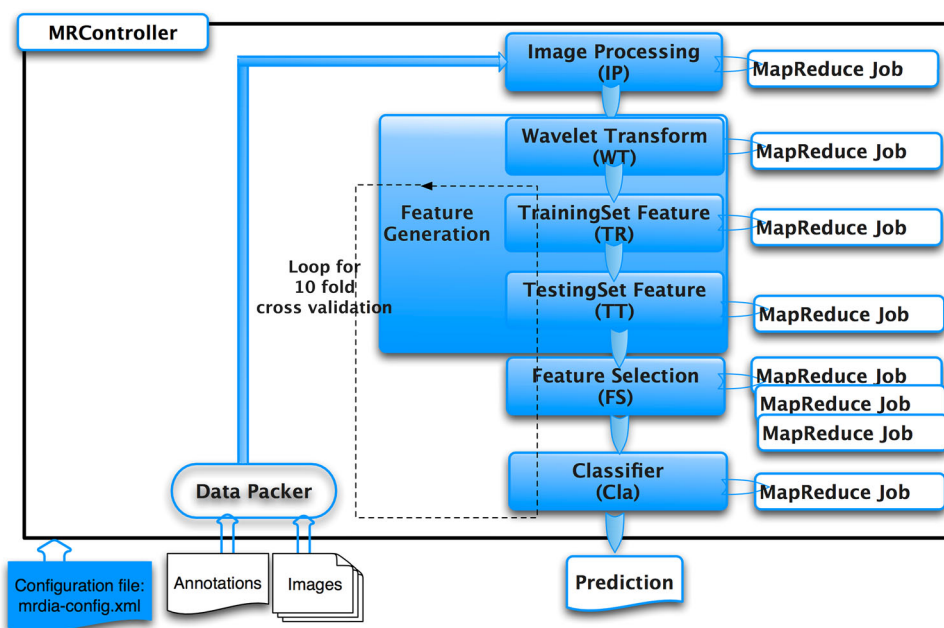 MRController
Image Processing
(IP)
MapReduce Job
Wavelet Transform
(WT)
MapReduce Job
Feature
Generation
TrainingSet Feature
(TR)
MapReduce Job
Loop for
10 fold
cross validation
TestingSet Feature
(TT)
MapReduce Job
Feature Selection
(FS)
MapReduce Job
MapReduce Job
MapReduce Job
Classifier
(Cla)
MapReduce Job
Data Packer
Configuration file:
mrdia-config.xml
Annotations
Images
Prediction